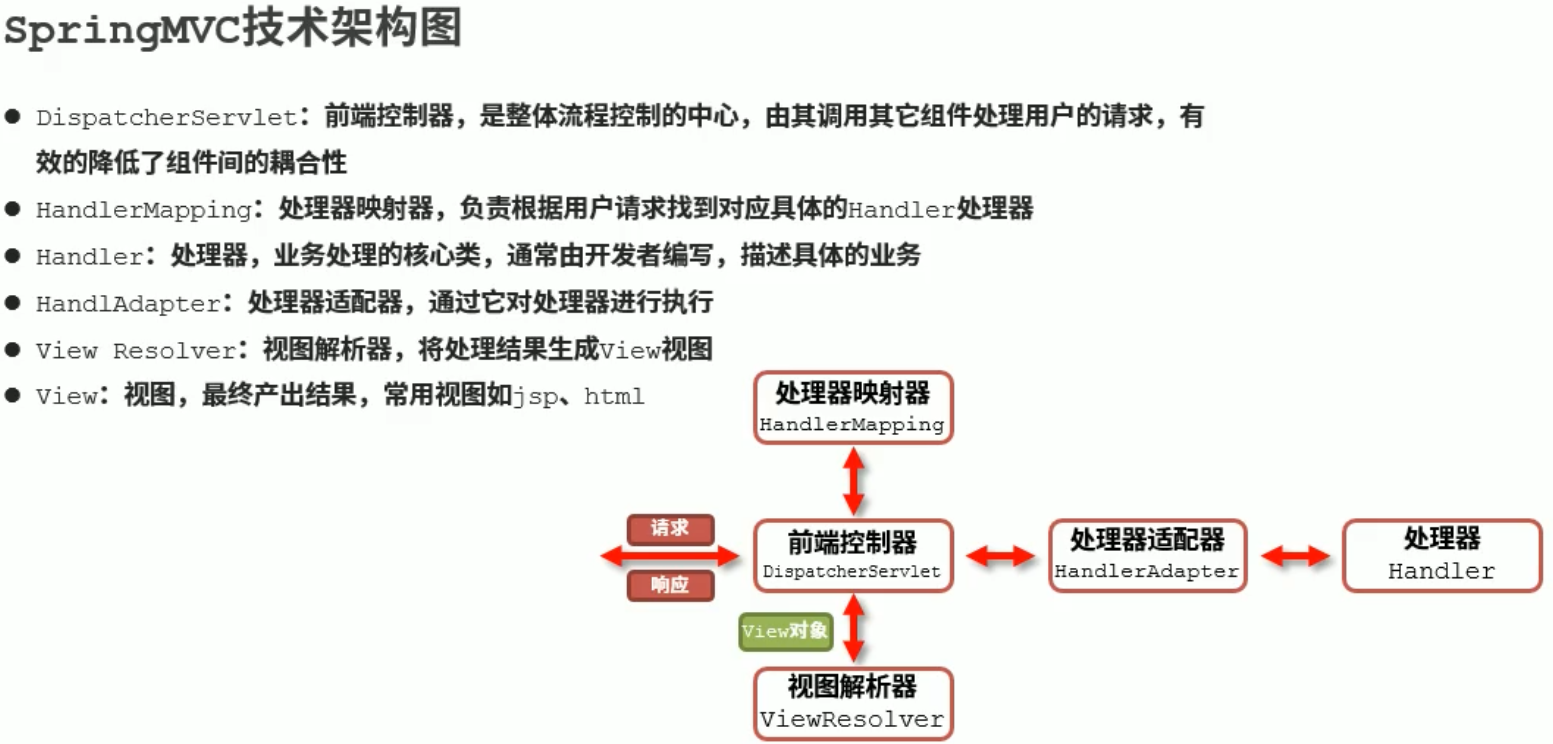 SpringMVC技术架构图
● DispatcherServlet：前端控制器，是整体流程控制的中心，由其调用其它组件处理用户的请求，有
效的降低了组件间的耦合性
● HandlerMapping：处理器映射器，负责根据用户请求找到对应具体的Handler处理器
● Handler：处理器，业务处理的核心类，通常由开发者编写，描述具体的业务
● HandlAdapter：处理器适配器，通过它对处理器进行执行
● View Resolver：视图解析器，将处理结果生成View视图
● View：视图，最终产出结果，常用视图如jsp、html
处理器映射器
HandlerMapping
请求
响应
前端控制器
DispatcherServlet
处理器适配器
HandlerAdapter
处理器
Handler
View对象
视图解析器
ViewResolver